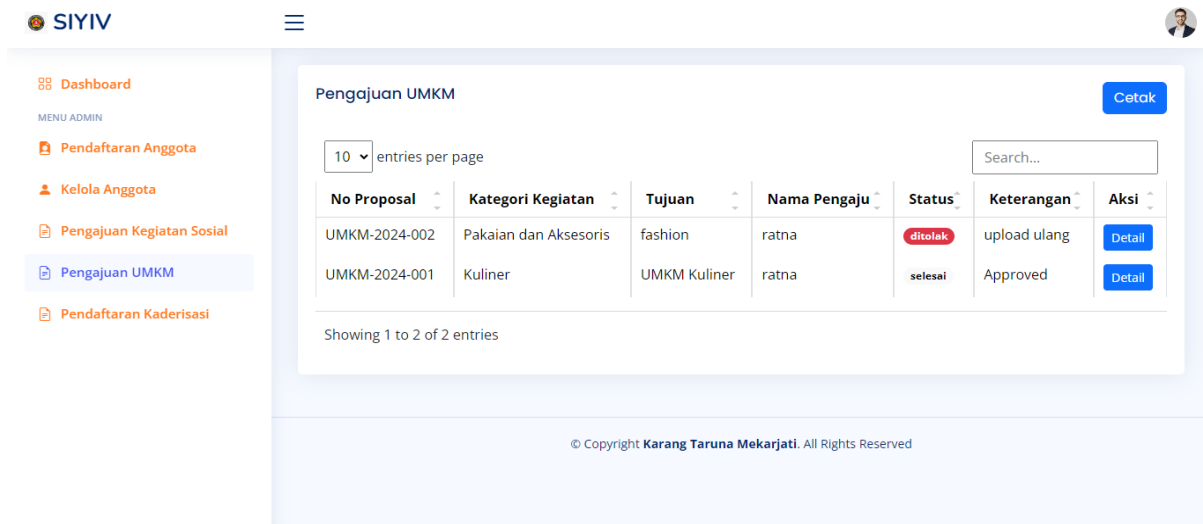 SIYIV
Dashboard
MENU ADMIN
Pendaftaran Anggota
Kelola Anggota
Pengajuan Kegiatan Sosial
Pengajuan UMKM
Pendaftaran Kaderisasi
Pengajuan UMKM
Cetak
10 entries per page
Search...
No Proposal Kategori Kegiatan Tujuan Nama Pengaju Status Keterangan Aksi
UMKM-2024-002 Pakaian dan Aksesoris fashion ratna ditolak upload ulang Detail
UMKM-2024-001 Kuliner UMKM Kuliner ratna selesai Approved Detail
Showing 1 to 2 of 2 entries
© Copyright Karang Taruna Mekarjati. All Rights Reserved